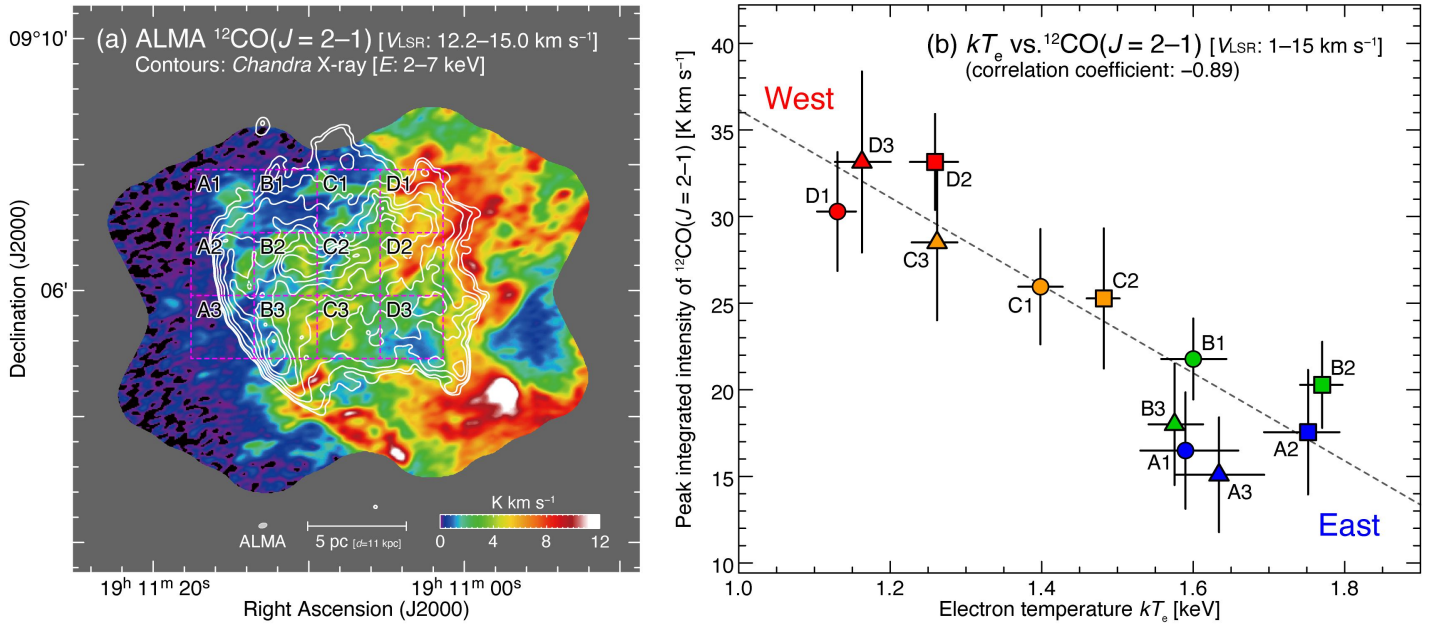 (a) ALMA ¹²CO(J = 2–1) [VLSR: 12.2–15.0 km s⁻¹]
Contours: Chandra X-ray [E: 2–7 keV]
09°10'
06'
Declination (J2000)
A1 B1 C1 D1
A2 B2 C2 D2
A3 B3 C3 D3
K km s⁻¹
ALMA
5 pc [d=11 kpc]
0 4 8 12
19ʰ 11ᵐ 20ˢ
19ʰ 11ᵐ 00ˢ
Right Ascension (J2000)
(b) kTₑ vs.¹²CO(J = 2–1) [VLSR: 1–15 km s⁻¹]
(correlation coefficient: –0.89)
Peak integrated intensity of ¹²CO(J = 2–1) [K km s⁻¹]
40
35
30
25
20
15
10
West
D3
D2
D1
C3
C1
C2
B1
B2
B3
A1
A2
A3
East
1.0 1.2 1.4 1.6 1.8
Electron temperature kTₑ [keV]